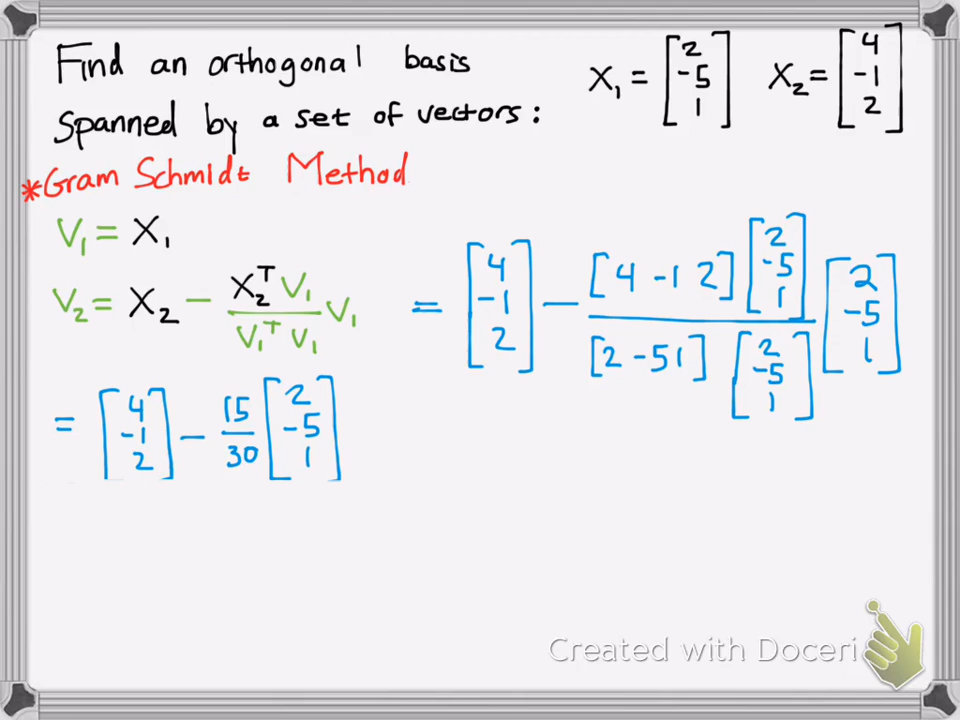 Find an orthogonal basis
spanned by a set of vectors:
X₁ = [2 -5 1] X₂ = [4 -1 2]
*Gram Schmidt Method
V₁ = X₁
V₂ = X₂ - X₂ᵀV₁ / V₁ᵀV₁ V₁ = [4 -1 2] - [4 -1 2][2 -5 1] / [2 -5 1][2 -5 1] [2 -5 1]
= [4 -1 2] - 15/30 [2 -5 1]
Created with Doceri